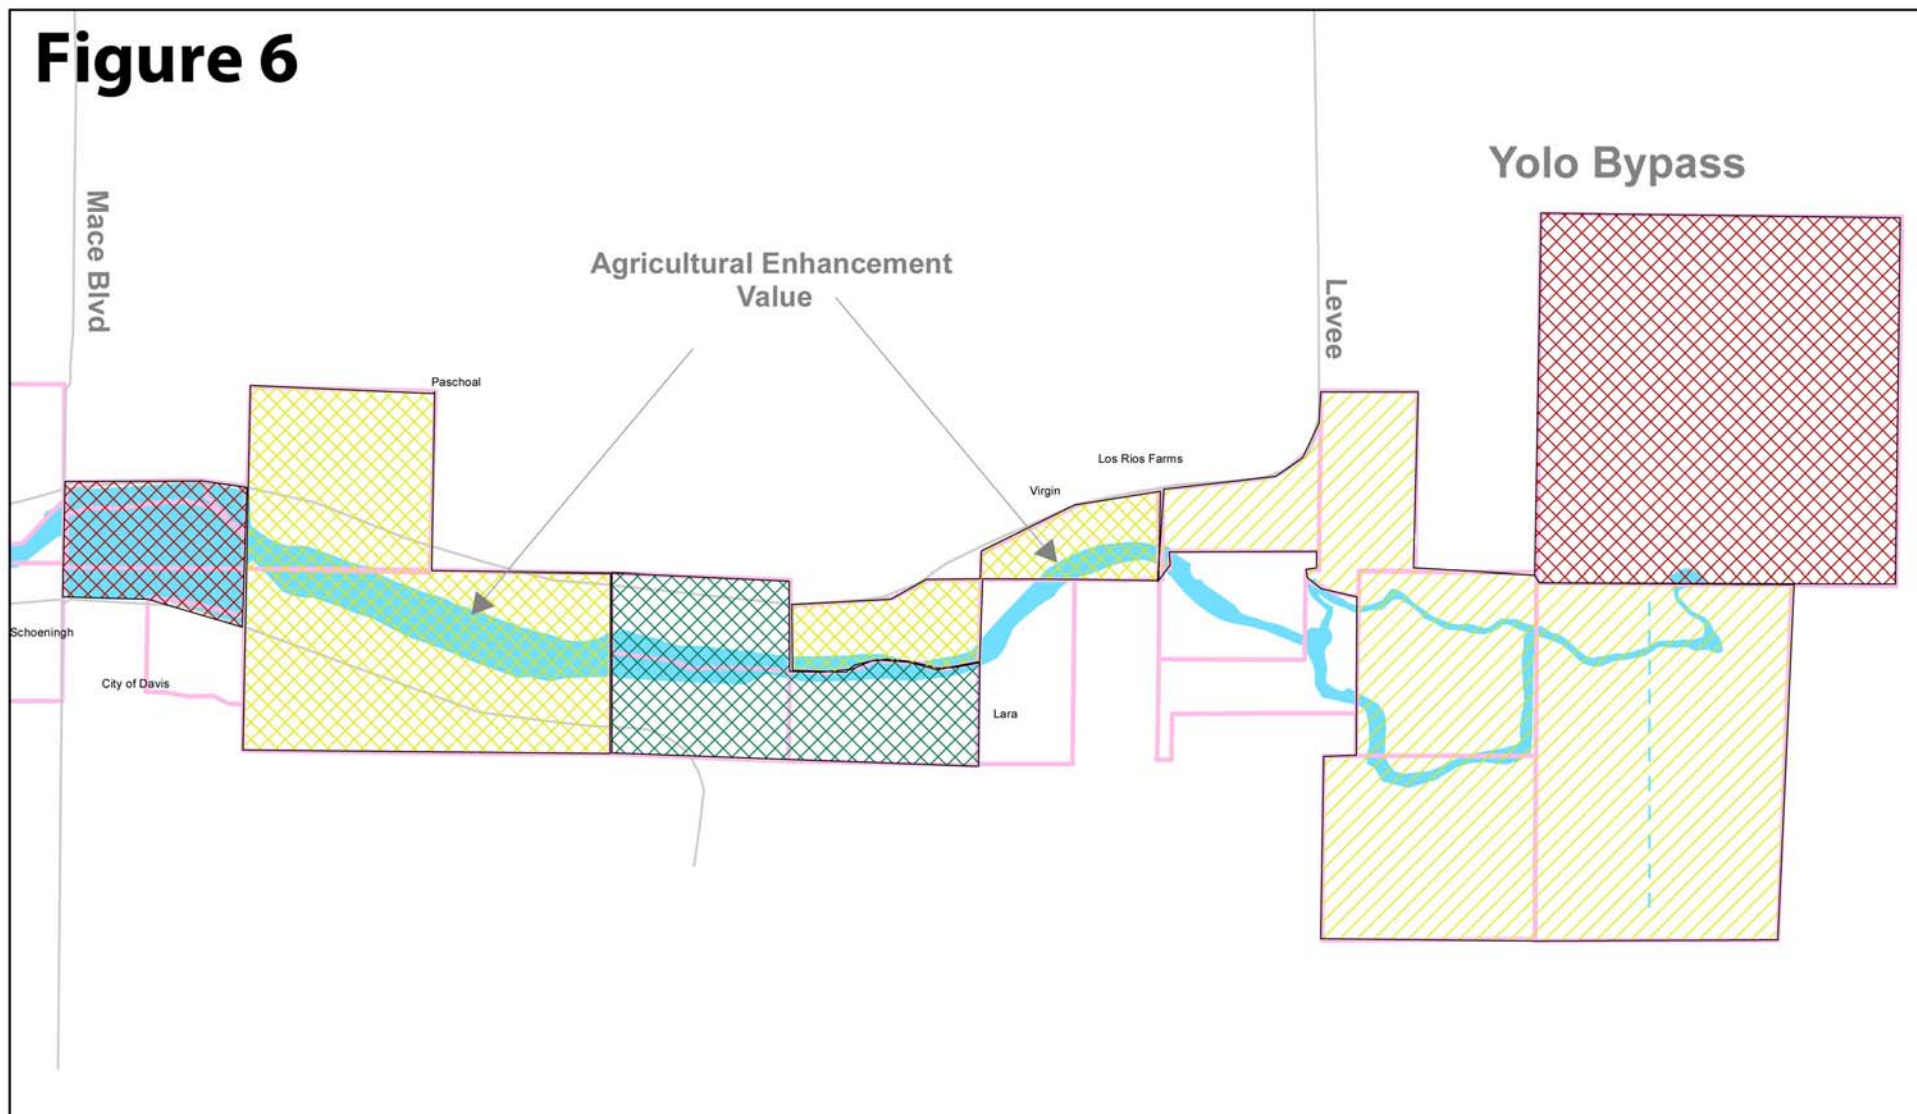 Figure 6
Yolo Bypass
Mace Blvd
Agricultural Enhancement
Value
Levee
Paschoal
Los Rios Farms
Virgin
Schoeningh
City of Davis
Lara